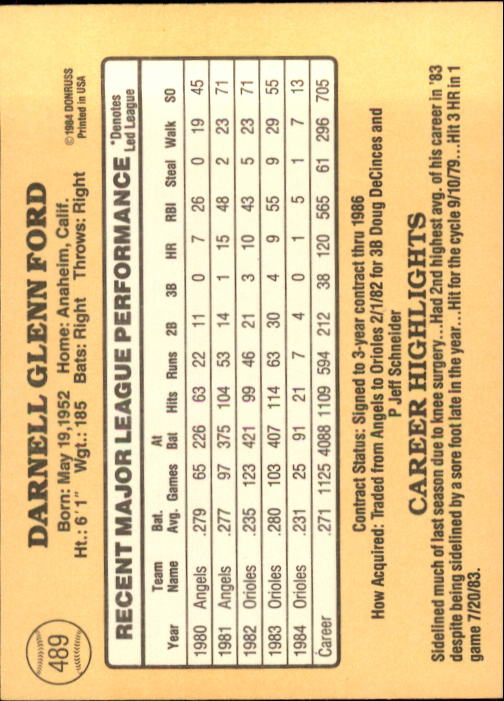 489
DARNELL GLENN FORD
Born: May 19,1952 Home: Anaheim, Calif.
Ht.: 6'1" Wgt.: 185 Bats: Right Throws: Right
© 1984 DONRUSS
Printed in USA
RECENT MAJOR LEAGUE PERFORMANCE *Denotes Led League
Year Team Name Bat. Avg. Games At Bat Hits Runs 2B 3B HR RBI Steal Walk SO
1980 Angels .279 65 226 63 22 11 0 7 26 0 19 45
1981 Angels .277 97 375 104 53 14 1 15 48 2 23 71
1982 Orioles .235 123 421 99 46 21 3 10 43 5 23 71
1983 Orioles .280 103 407 114 63 30 4 9 55 9 29 55
1984 Orioles .231 25 91 21 7 4 0 1 5 1 7 13
Career .271 1125 4088 1109 594 212 38 120 565 61 296 705
Contract Status: Signed to 3-year contract thru 1986
How Acquired: Traded from Angels to Orioles 2/1/82 for 3B Doug DeCinces and
P Jeff Schneider
CAREER HIGHLIGHTS
Sidelined much of last season due to knee surgery...Had 2nd highest avg. of his career in '83
despite being sidelined by a sore foot late in the year...Hit for the cycle 9/10/79...Hit 3 HR in 1
game 7/20/83.